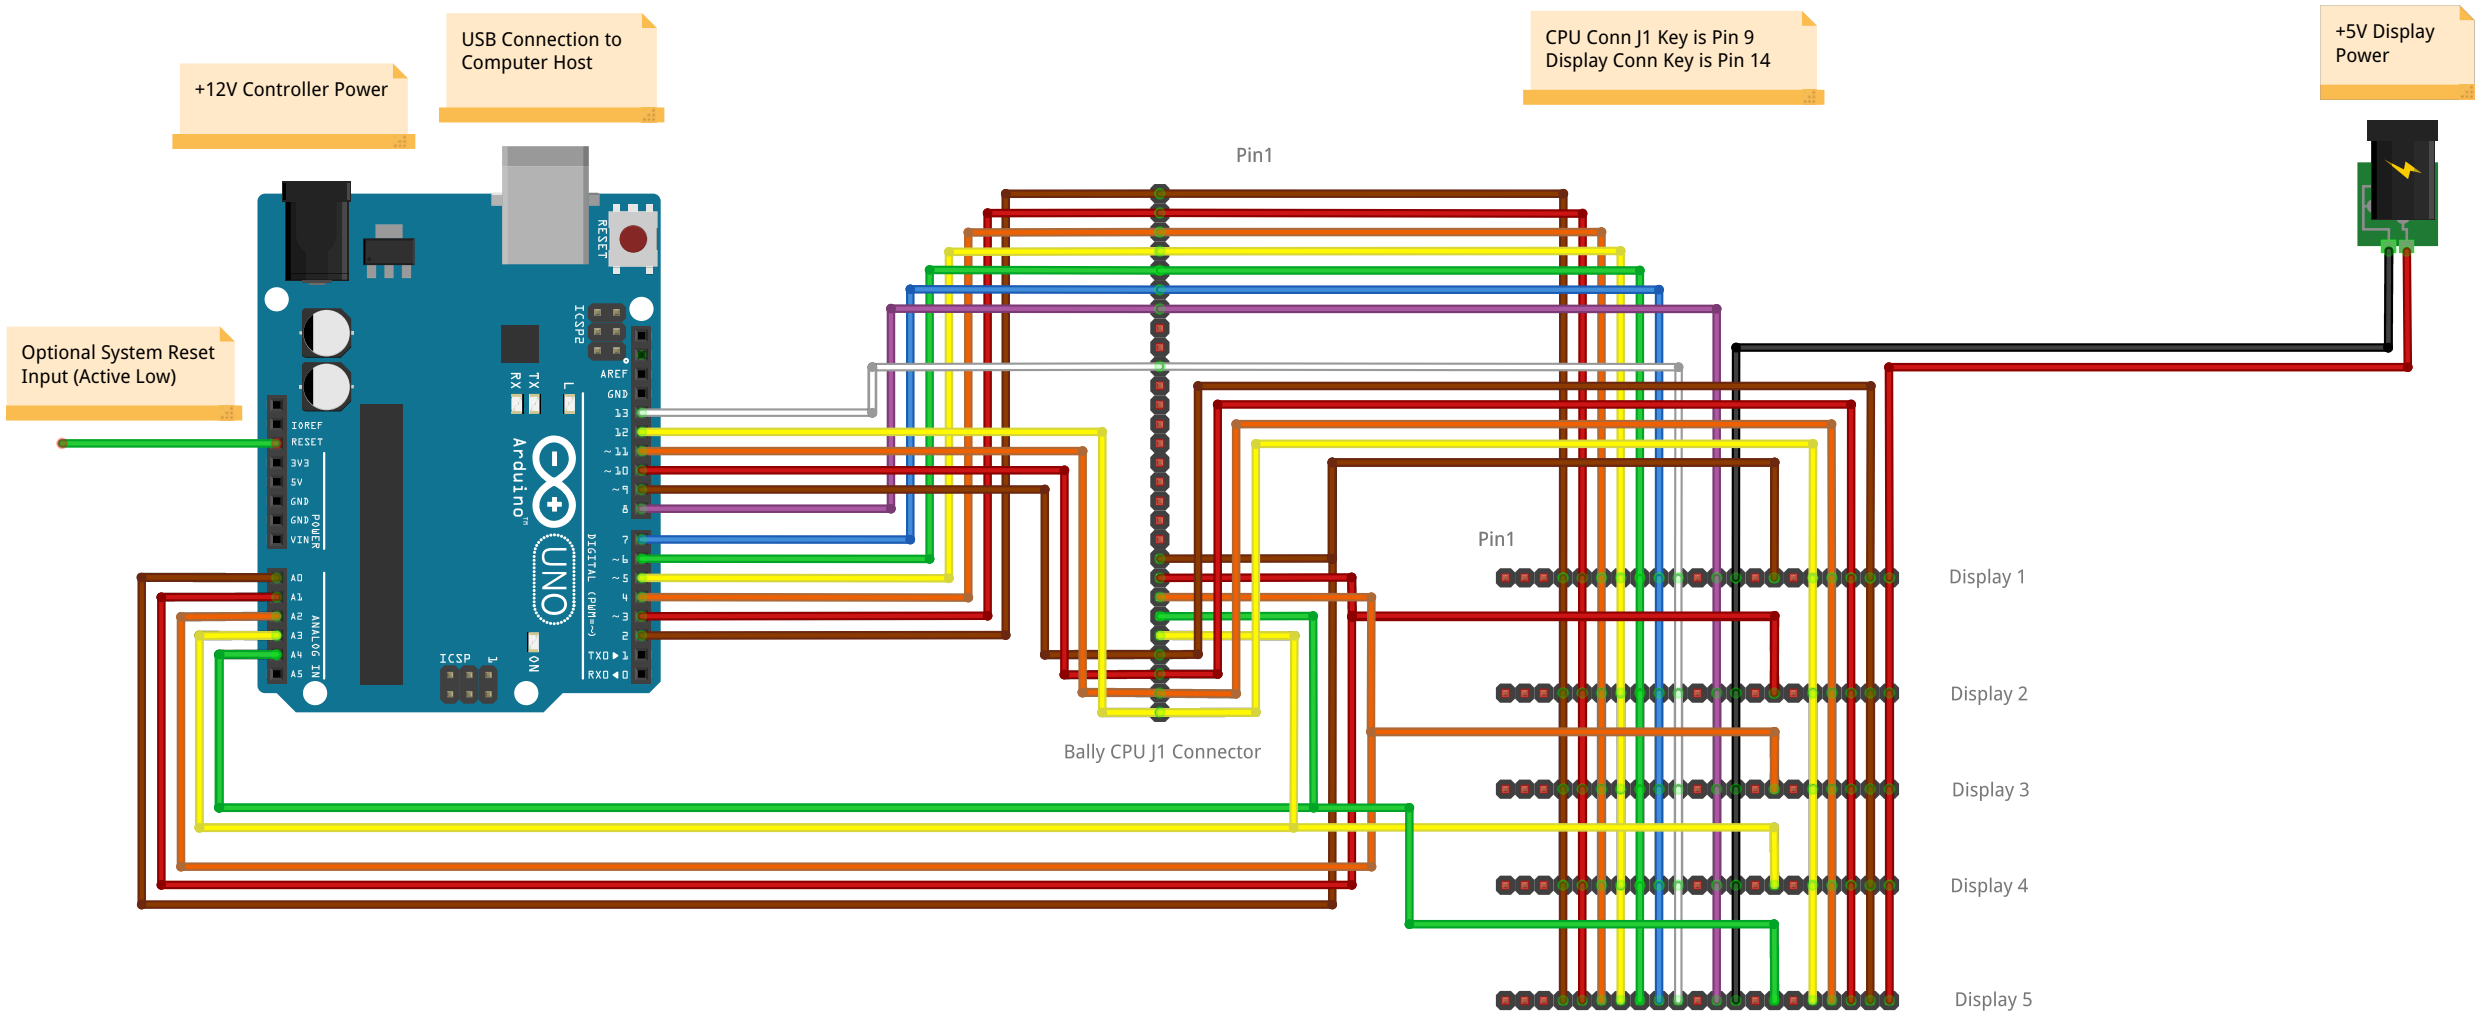 +12V Controller Power
USB Connection to
Computer Host
CPU Conn J1 Key is Pin 9
Display Conn Key is Pin 14
+5V Display
Power
Optional System Reset
Input (Active Low)
Pin1
Pin1
Bally CPU J1 Connector
Display 1
Display 2
Display 3
Display 4
Display 5
RESET
ICSP2
AREF
GND
13
12
~11
~10
~9
8
7
~6
~5
4
~3
2
TX0▶1
RX0◀0
DIGITAL (PWM=~)
RX
TX
L
Arduino™
UNO
ON
ICSP
1
IOREF
RESET
3V3
5V
GND
GND
VIN
POWER
A0
A1
A2
A3
A4
A5
ANALOG IN